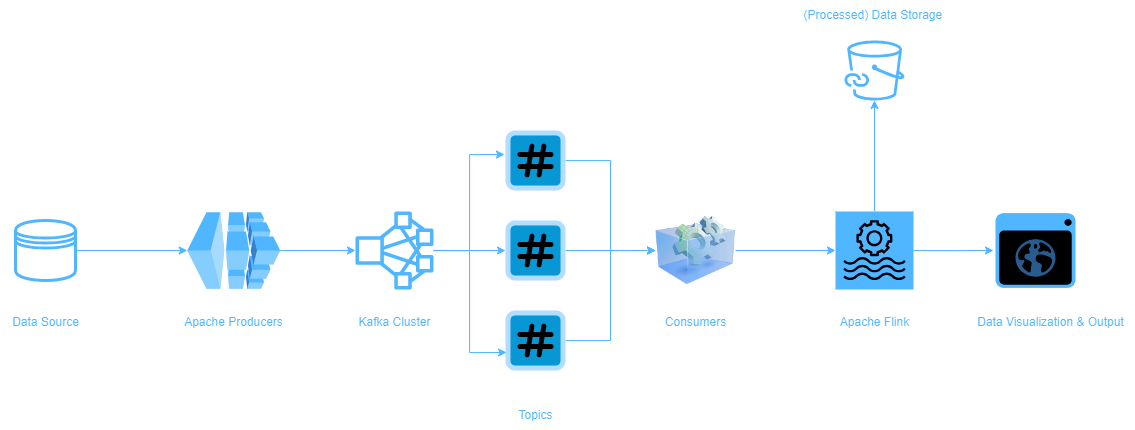 (Processed) Data Storage
Data Source
Apache Producers
Kafka Cluster
Consumers
Apache Flink
Data Visualization & Output
Topics